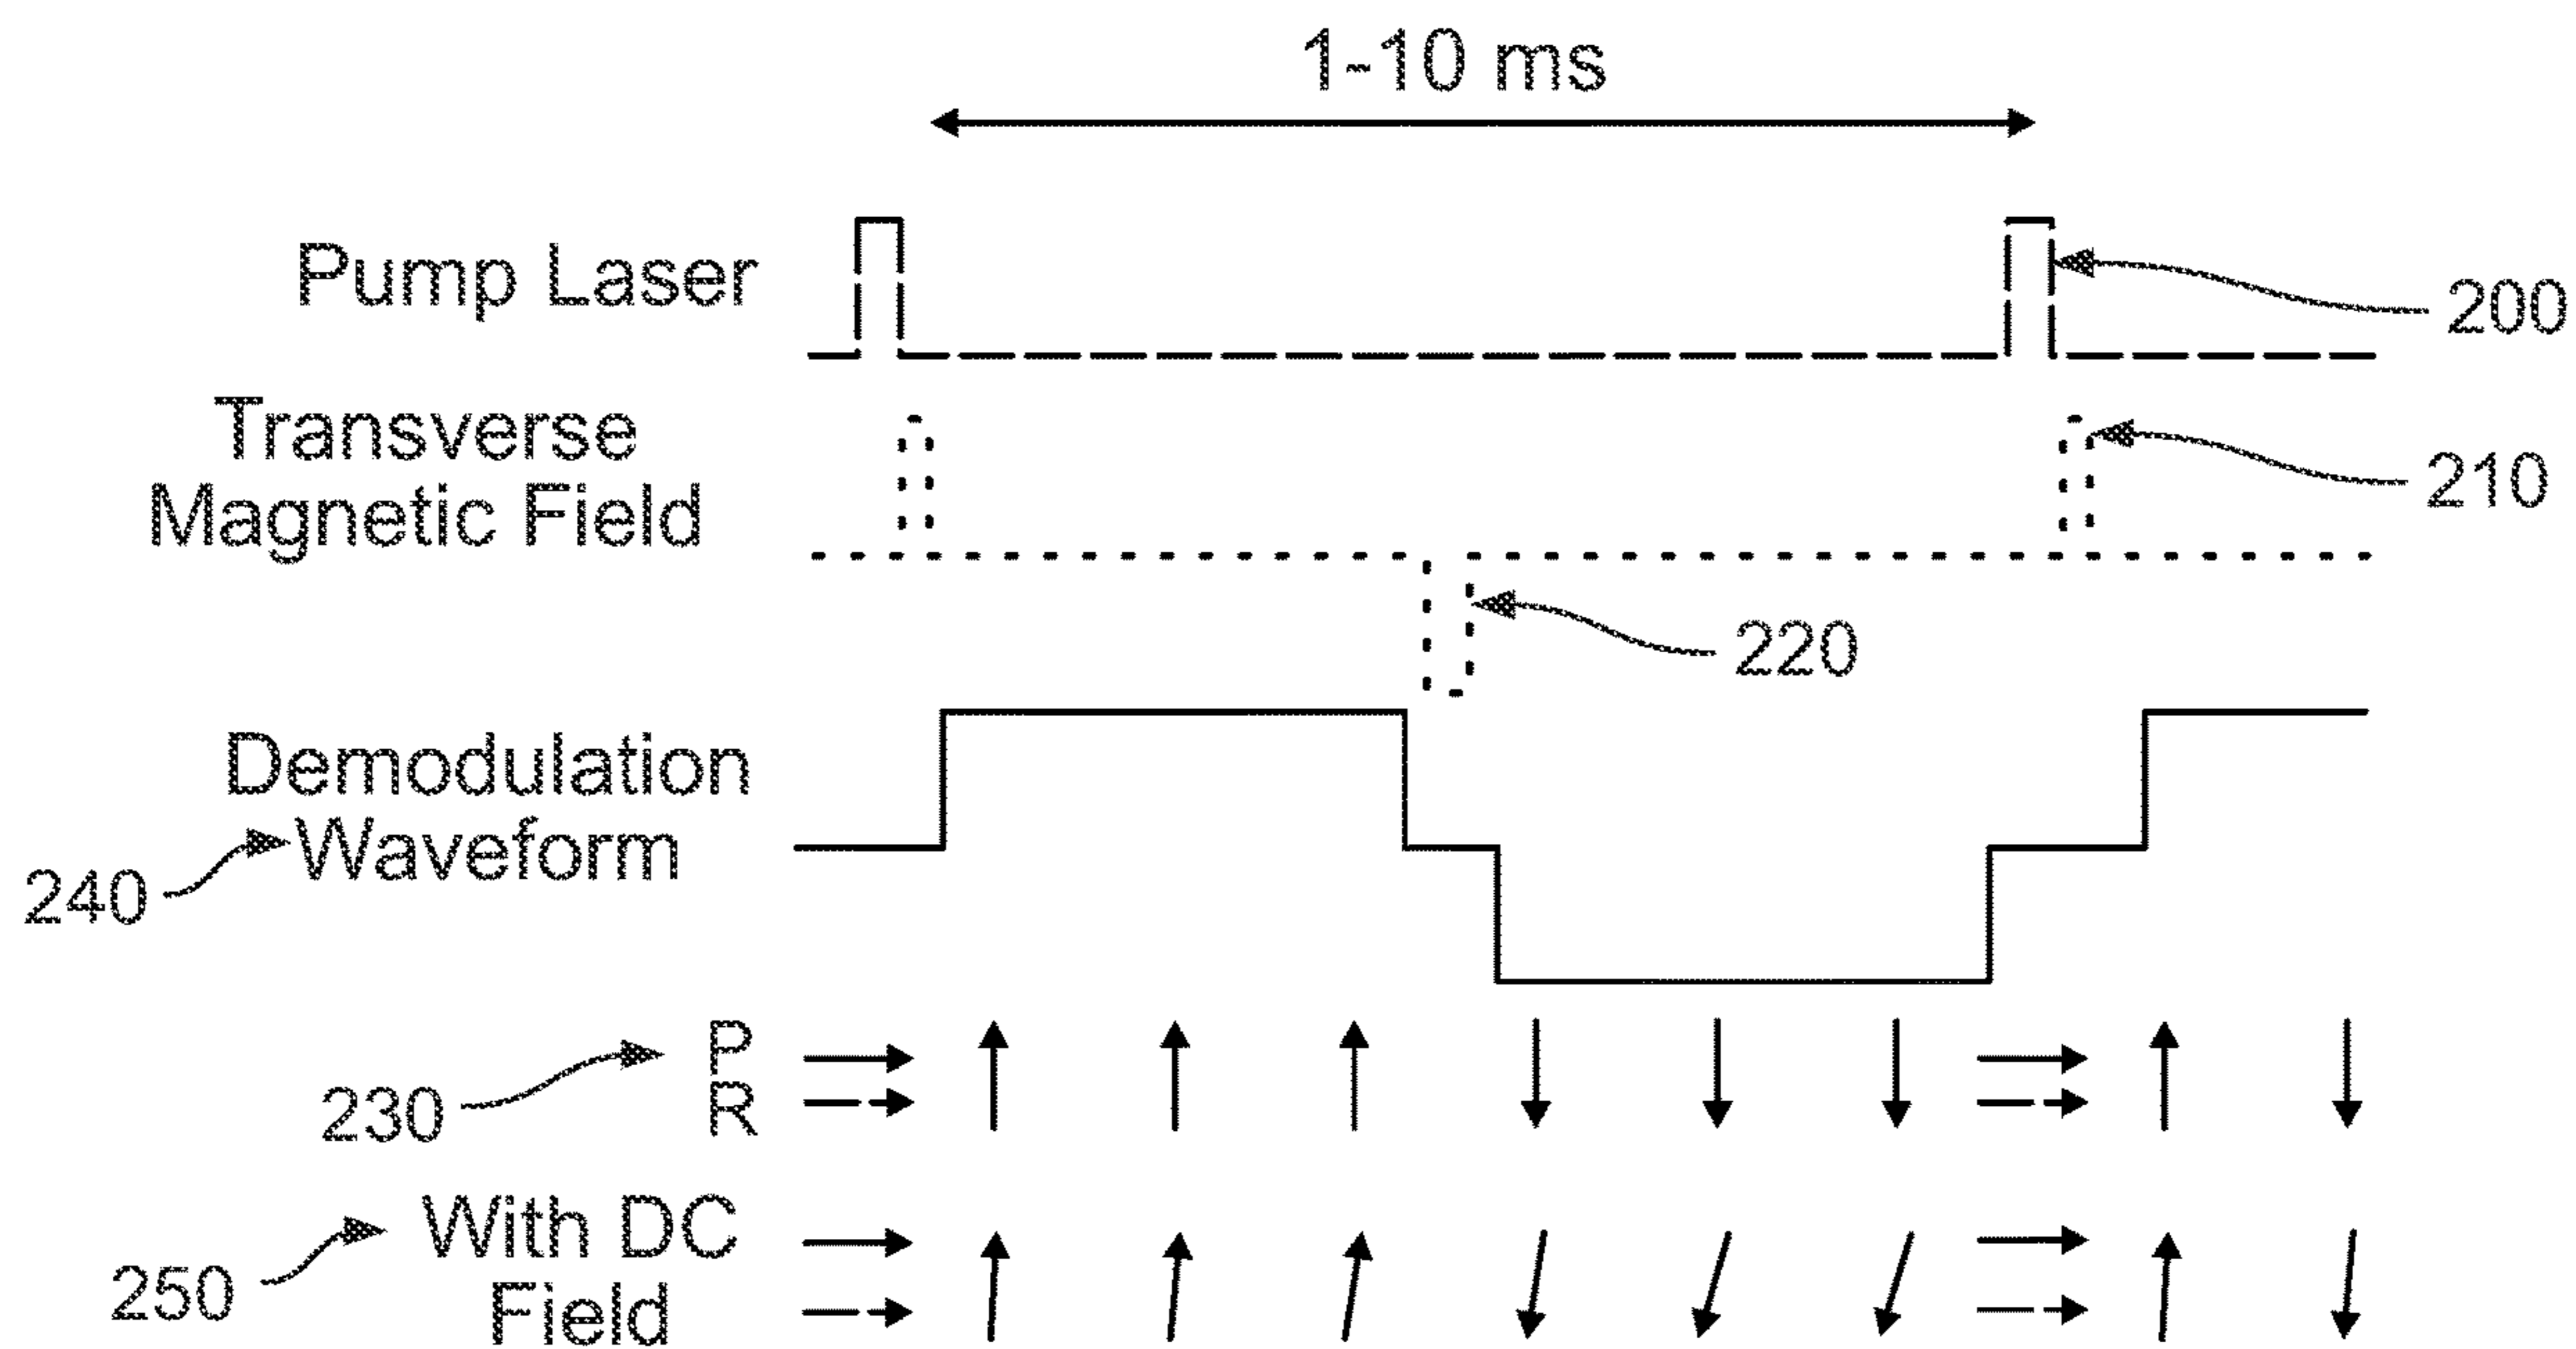 1-10 ms
Pump Laser
200
Transverse
Magnetic Field
210
220
Demodulation
Waveform
240
P
R
230
With DC
Field
250